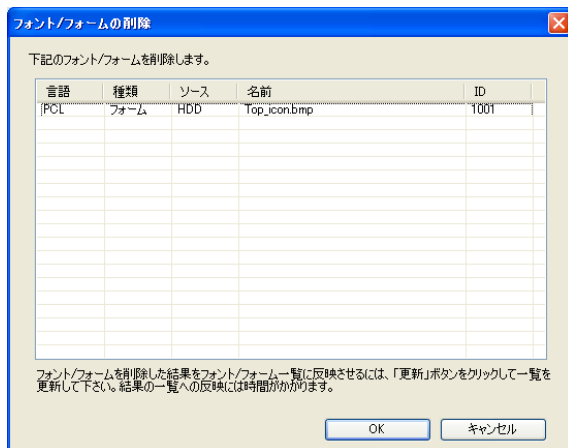 フォント/フォームの削除
下記のフォント/フォームを削除します。
言語 種類 ソース 名前 ID
PCL フォーム HDD Top_icon.bmp 1001
フォント/フォームを削除した結果をフォント/フォーム一覧に反映させるには、「更新」ボタンをクリックして一覧を
更新して下さい。結果の一覧への反映には時間がかかります。
OK キャンセル